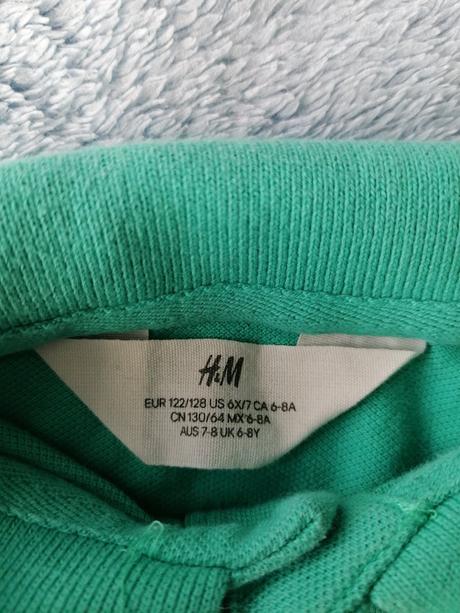 H&M
EUR 122/128 US 6X/7 CA 6-8A
CN 130/64 MX 6-8A
AUS 7-8 UK 6-8Y